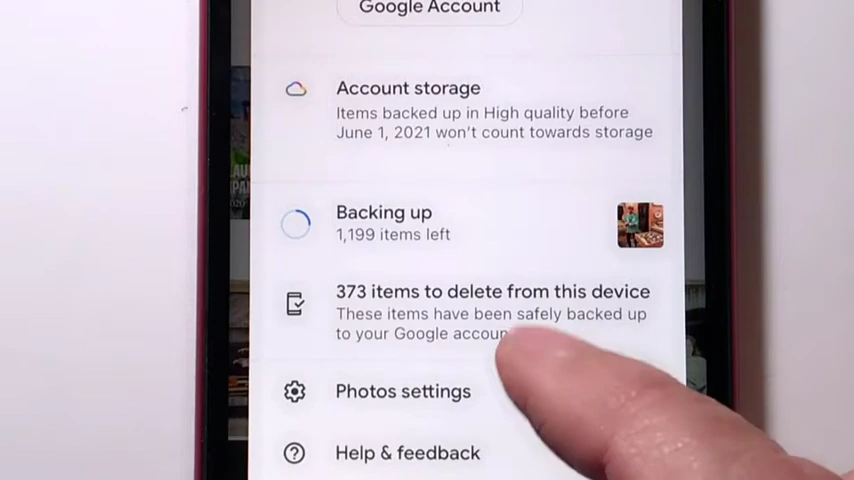 Google Account
Account storage
Items backed up in High quality before
June 1, 2021 won't count towards storage
Backing up
1,199 items left
373 items to delete from this device
These items have been safely backed up
to your Google
Photos settings
Help & feedback